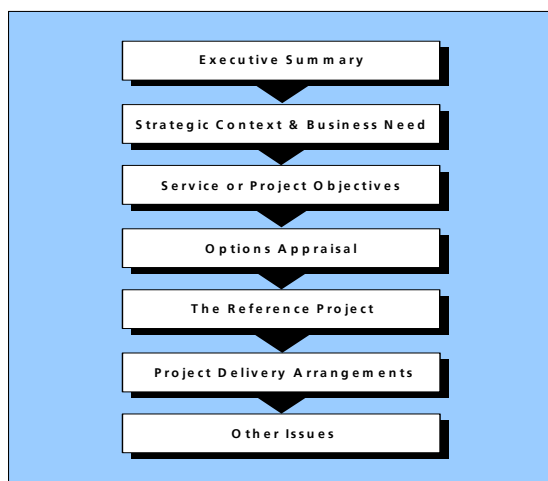 Executive Summary
Strategic Context & Business Need
Service or Project Objectives
Options Appraisal
The Reference Project
Project Delivery Arrangements
Other Issues